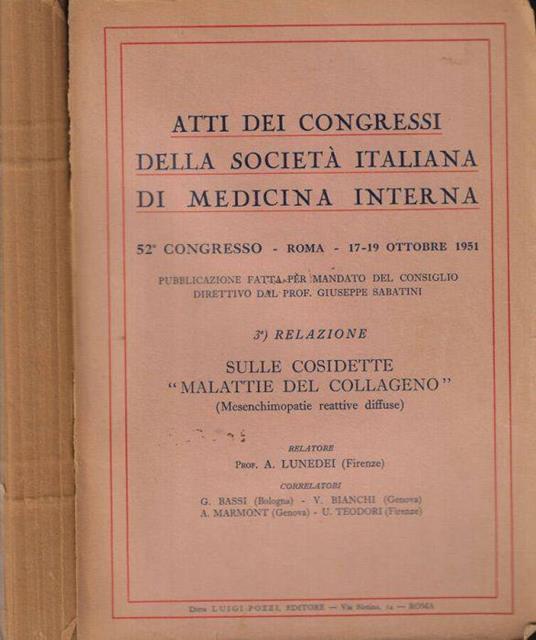 ATTI DEI CONGRESSI
DELLA SOCIETÀ ITALIANA
DI MEDICINA INTERNA
52° CONGRESSO - ROMA - 17-19 OTTOBRE 1951
PUBBLICAZIONE FATTA PER MANDATO DEL CONSIGLIO
DIRETTIVO DAL PROF. GIUSEPPE SABATINI
3ª) RELAZIONE
SULLE COSIDETTE
“MALATTIE DEL COLLAGENO”
(Mesenchimopatie reattive diffuse)
RELATORE
PROF. A. LUNEDEI (Firenze)
CORRELATORI
G. BASSI (Bologna) - V. BIANCHI (Genova)
A. MARMONT (Genova) - U. TEODORI (Firenze)
Ditta LUIGI POZZI, EDITORE — Via Sistina, 14 — ROMA